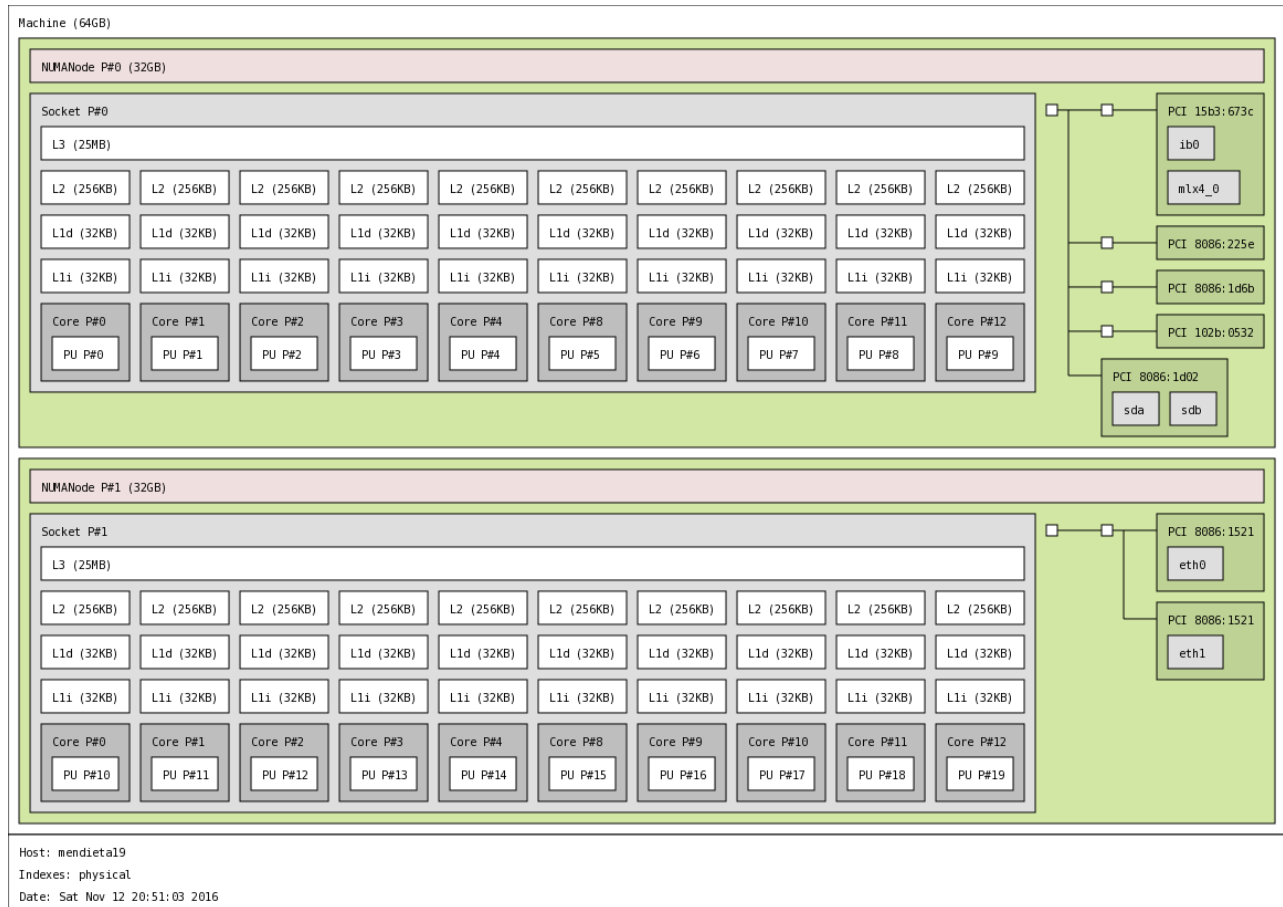 Machine (64GB)
NUMANode P#0 (32GB)
Socket P#0
L3 (25MB)
L2 (256KB) L2 (256KB) L2 (256KB) L2 (256KB) L2 (256KB) L2 (256KB) L2 (256KB) L2 (256KB) L2 (256KB) L2 (256KB)
L1d (32KB) L1d (32KB) L1d (32KB) L1d (32KB) L1d (32KB) L1d (32KB) L1d (32KB) L1d (32KB) L1d (32KB) L1d (32KB)
L1i (32KB) L1i (32KB) L1i (32KB) L1i (32KB) L1i (32KB) L1i (32KB) L1i (32KB) L1i (32KB) L1i (32KB) L1i (32KB)
Core P#0 Core P#1 Core P#2 Core P#3 Core P#4 Core P#8 Core P#9 Core P#10 Core P#11 Core P#12
PU P#0 PU P#1 PU P#2 PU P#3 PU P#4 PU P#5 PU P#6 PU P#7 PU P#8 PU P#9
PCI 15b3:673c
ib0
mlx4_0
PCI 8086:225e
PCI 8086:1d6b
PCI 102b:0532
PCI 8086:1d02
sda sdb
NUMANode P#1 (32GB)
Socket P#1
L3 (25MB)
L2 (256KB) L2 (256KB) L2 (256KB) L2 (256KB) L2 (256KB) L2 (256KB) L2 (256KB) L2 (256KB) L2 (256KB) L2 (256KB)
L1d (32KB) L1d (32KB) L1d (32KB) L1d (32KB) L1d (32KB) L1d (32KB) L1d (32KB) L1d (32KB) L1d (32KB) L1d (32KB)
L1i (32KB) L1i (32KB) L1i (32KB) L1i (32KB) L1i (32KB) L1i (32KB) L1i (32KB) L1i (32KB) L1i (32KB) L1i (32KB)
Core P#0 Core P#1 Core P#2 Core P#3 Core P#4 Core P#8 Core P#9 Core P#10 Core P#11 Core P#12
PU P#10 PU P#11 PU P#12 PU P#13 PU P#14 PU P#15 PU P#16 PU P#17 PU P#18 PU P#19
PCI 8086:1521
eth0
PCI 8086:1521
eth1
Host: mendieta19
Indexes: physical
Date: Sat Nov 12 20:51:03 2016